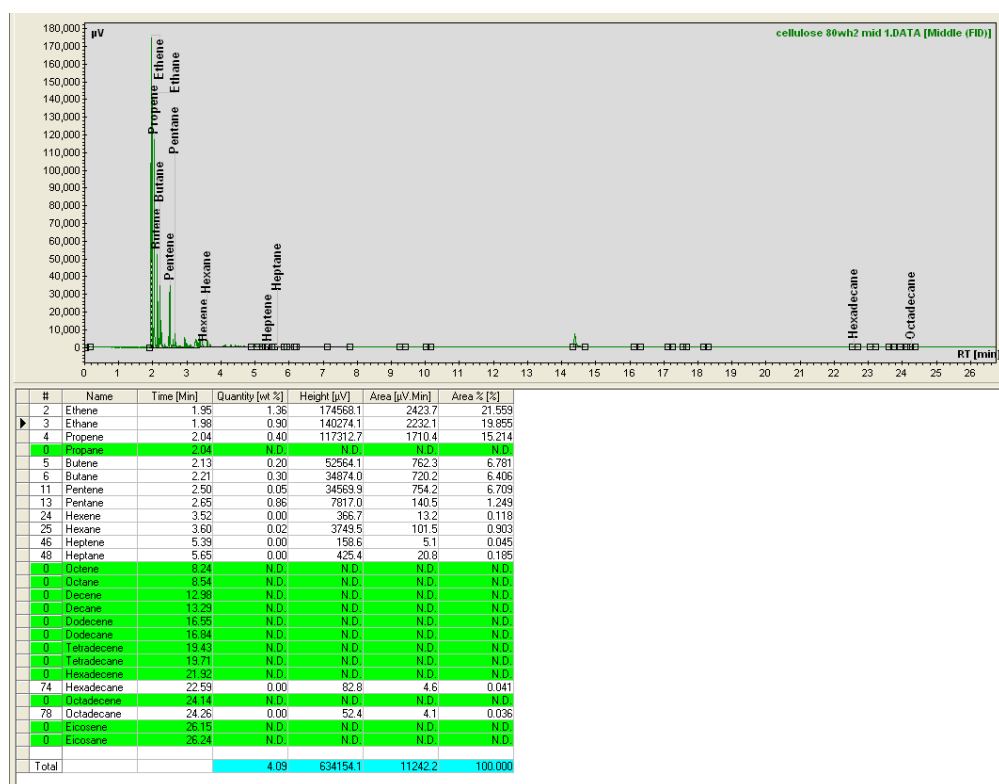 180,000
µV
cellulose 80wh2 mid 1.DATA [Middle (FID)]
170,000
160,000
150,000
140,000
130,000
120,000
110,000
100,000
90,000
80,000
70,000
60,000
50,000
40,000
30,000
20,000
10,000
0
Propene
Ethene
Ethane
Butene
Butane
Pentene
Pentane
Hexene
Hexane
Heptene
Heptane
Hexadecane
Octadecane
RT [min]
0 1 2 3 4 5 6 7 8 9 10 11 12 13 14 15 16 17 18 19 20 21 22 23 24 25 26
# Name Time [Min] Quantity [wt %] Height [µV] Area [µV.Min] Area % [%]
2 Ethene 1.95 1.36 174568.1 2423.7 21.559
3 Ethane 1.98 0.90 140274.1 2232.1 19.855
4 Propene 2.04 0.40 117312.7 1710.4 15.214
0 Propane 2.04 N.D. N.D. N.D. N.D.
5 Butene 2.13 0.20 52564.1 762.3 6.781
6 Butane 2.21 0.30 34874.0 720.2 6.406
11 Pentene 2.50 0.05 34569.9 754.2 6.709
13 Pentane 2.65 0.86 7817.0 140.5 1.249
24 Hexene 3.52 0.00 366.7 13.2 0.118
25 Hexane 3.60 0.02 3749.5 101.5 0.903
46 Heptene 5.39 0.00 158.6 5.1 0.045
48 Heptane 5.65 0.00 425.4 20.8 0.185
0 Octene 8.24 N.D. N.D. N.D. N.D.
0 Octane 8.54 N.D. N.D. N.D. N.D.
0 Decene 12.98 N.D. N.D. N.D. N.D.
0 Decane 13.29 N.D. N.D. N.D. N.D.
0 Dodecene 16.55 N.D. N.D. N.D. N.D.
0 Dodecane 16.84 N.D. N.D. N.D. N.D.
0 Tetradecene 19.43 N.D. N.D. N.D. N.D.
0 Tetradecane 19.71 N.D. N.D. N.D. N.D.
0 Hexadecene 21.92 N.D. N.D. N.D. N.D.
74 Hexadecane 22.59 0.00 82.8 4.6 0.041
0 Octadecene 24.14 N.D. N.D. N.D. N.D.
78 Octadecane 24.26 0.00 52.4 4.1 0.036
0 Eicosene 26.15 N.D. N.D. N.D. N.D.
0 Eicosane 26.24 N.D. N.D. N.D. N.D.
Total 4.09 634154.1 11242.2 100.000